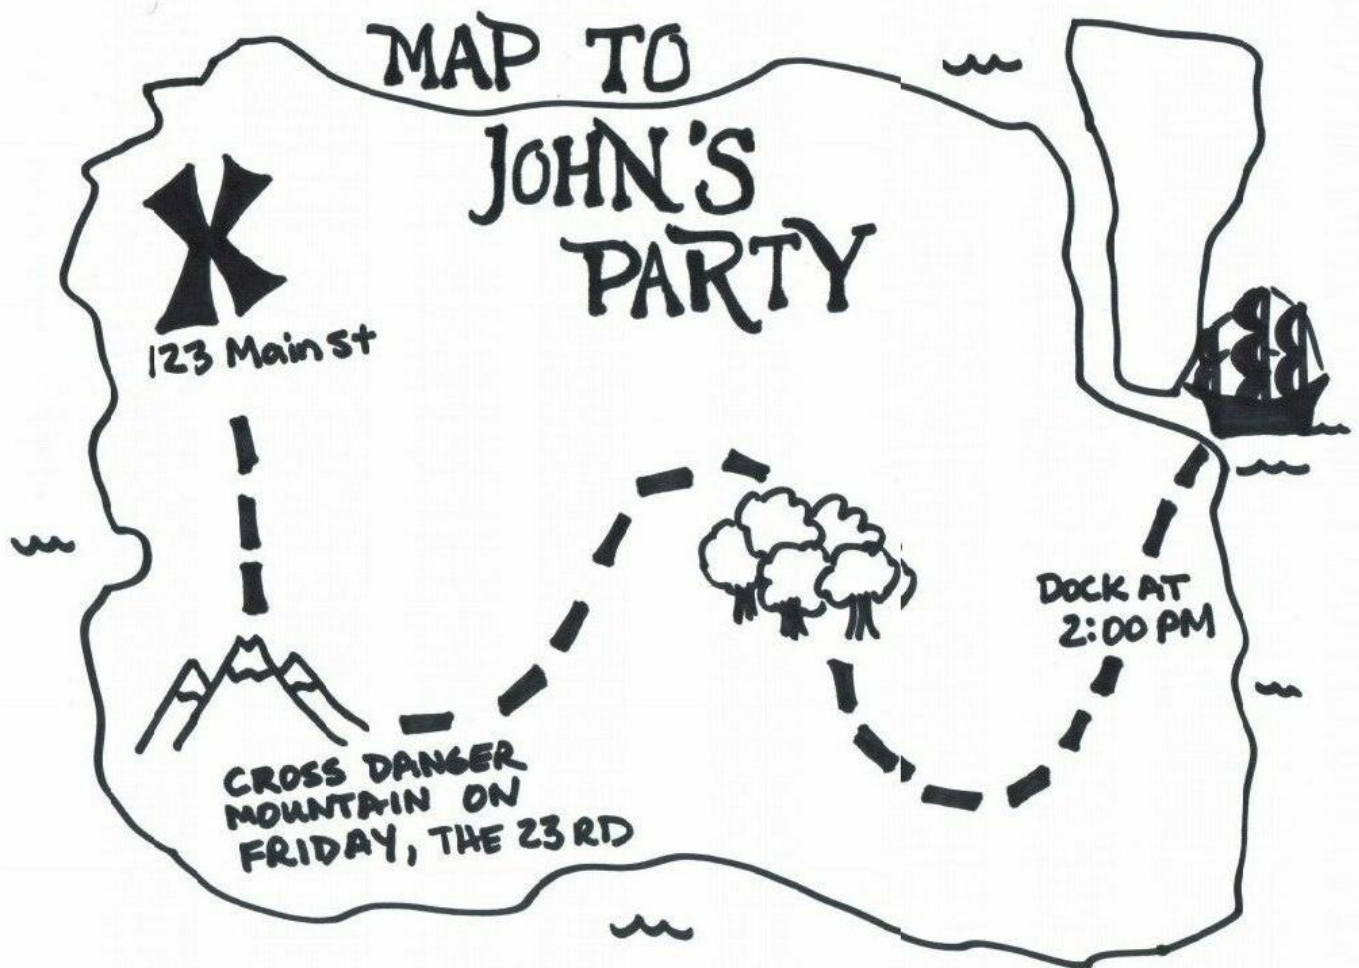 MAP TO
JOHN'S
PARTY
123 Main St
DOCK AT
2:00 PM
CROSS DANGER
MOUNTAIN ON
FRIDAY, THE 23RD